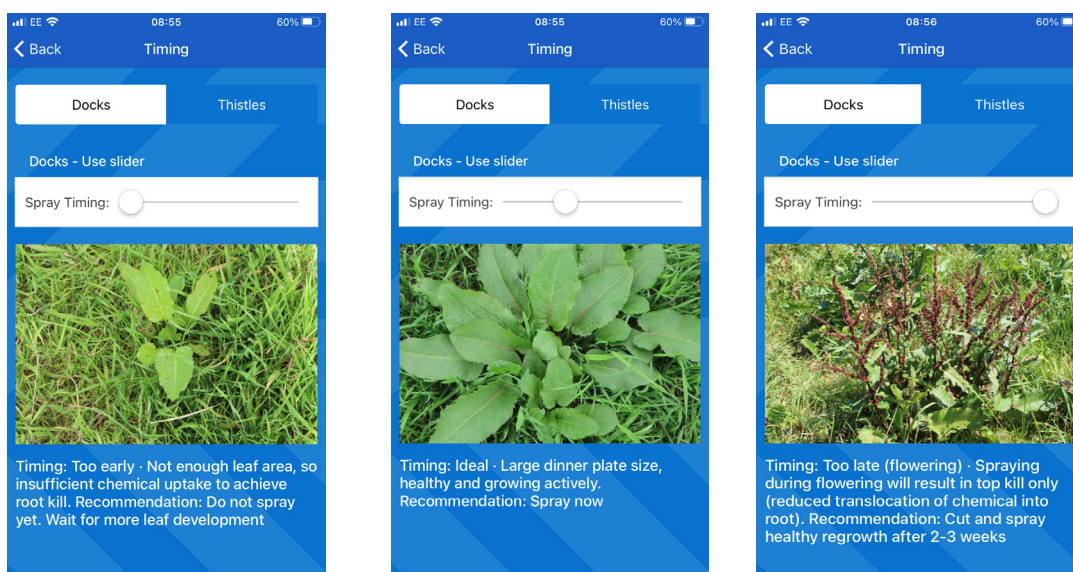 EE 08:55 60%
Back Timing
Docks Thistles
Docks - Use slider
Spray Timing:
Timing: Too early · Not enough leaf area, so
insufficient chemical uptake to achieve
root kill. Recommendation: Do not spray
yet. Wait for more leaf development
EE 08:55 60%
Back Timing
Docks Thistles
Docks - Use slider
Spray Timing:
Timing: Ideal · Large dinner plate size,
healthy and growing actively.
Recommendation: Spray now
EE 08:56 60%
Back Timing
Docks Thistles
Docks - Use slider
Spray Timing:
Timing: Too late (flowering) · Spraying
during flowering will result in top kill only
(reduced translocation of chemical into
root). Recommendation: Cut and spray
healthy regrowth after 2-3 weeks